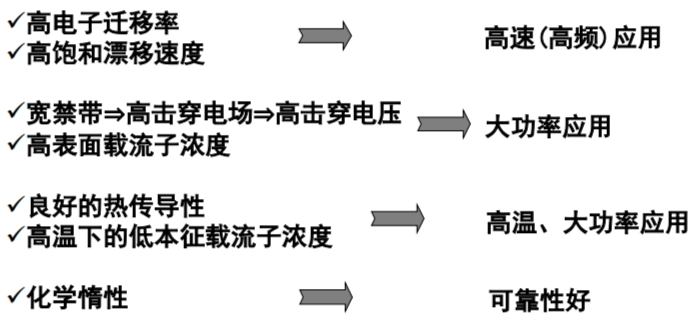 ✓高电子迁移率
✓高饱和漂移速度
高速(高频)应用
✓宽禁带⇒高击穿电场⇒高击穿电压
✓高表面载流子浓度
大功率应用
✓良好的热传导性
✓高温下的低本征载流子浓度
高温、大功率应用
✓化学惰性
可靠性好